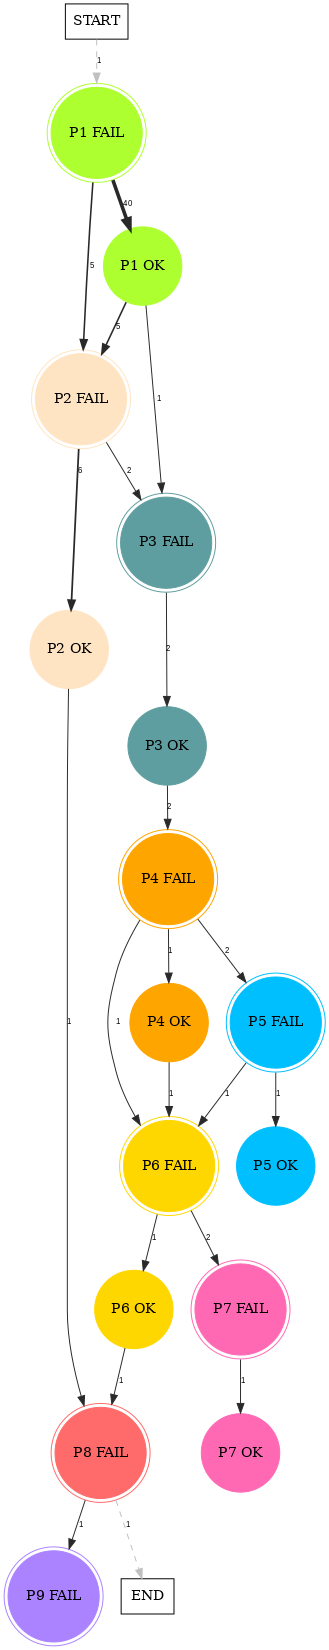 START
1
P1 FAIL
40
5
P1 OK
5
1
P2 FAIL
6
2
P3 FAIL
P2 OK
2
P3 OK
2
P4 FAIL
1
2
1
P4 OK
P5 FAIL
1
1
1
1
P6 FAIL
P5 OK
1
2
P6 OK
P7 FAIL
1
1
P8 FAIL
P7 OK
1
1
P9 FAIL
END